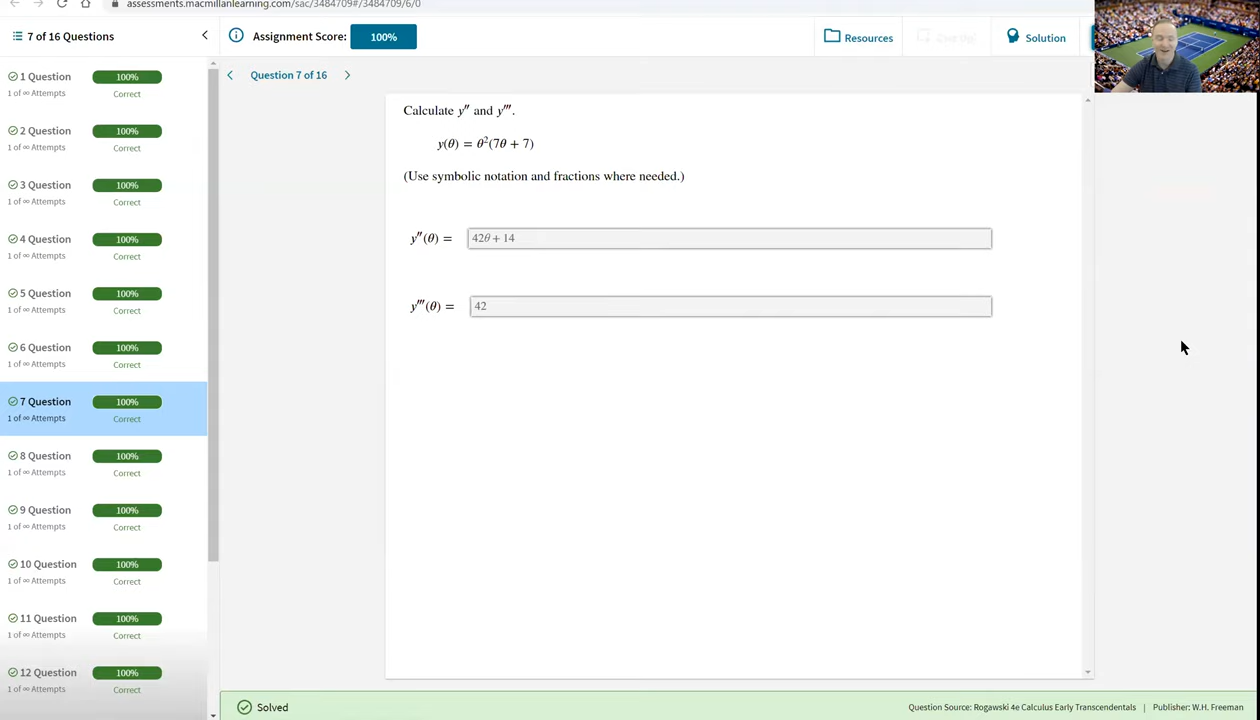 assessments.macmillanlearning.com/sac/3484709#/3484709/6/0
7 of 16 Questions
Assignment Score: 100%
Resources
Solution
1 Question 100%
1 of ∞ Attempts Correct
2 Question 100%
1 of ∞ Attempts Correct
3 Question 100%
1 of ∞ Attempts Correct
4 Question 100%
1 of ∞ Attempts Correct
5 Question 100%
1 of ∞ Attempts Correct
6 Question 100%
1 of ∞ Attempts Correct
7 Question 100%
1 of ∞ Attempts Correct
8 Question 100%
1 of ∞ Attempts Correct
9 Question 100%
1 of ∞ Attempts Correct
10 Question 100%
1 of ∞ Attempts Correct
11 Question 100%
1 of ∞ Attempts Correct
12 Question 100%
1 of ∞ Attempts Correct
Question 7 of 16
Calculate y″ and y‴.
y(θ) = θ²(7θ + 7)
(Use symbolic notation and fractions where needed.)
y″(θ) = 42θ + 14
y‴(θ) = 42
Solved
Question Source: Rogawski 4e Calculus Early Transcendentals | Publisher: W.H. Freeman